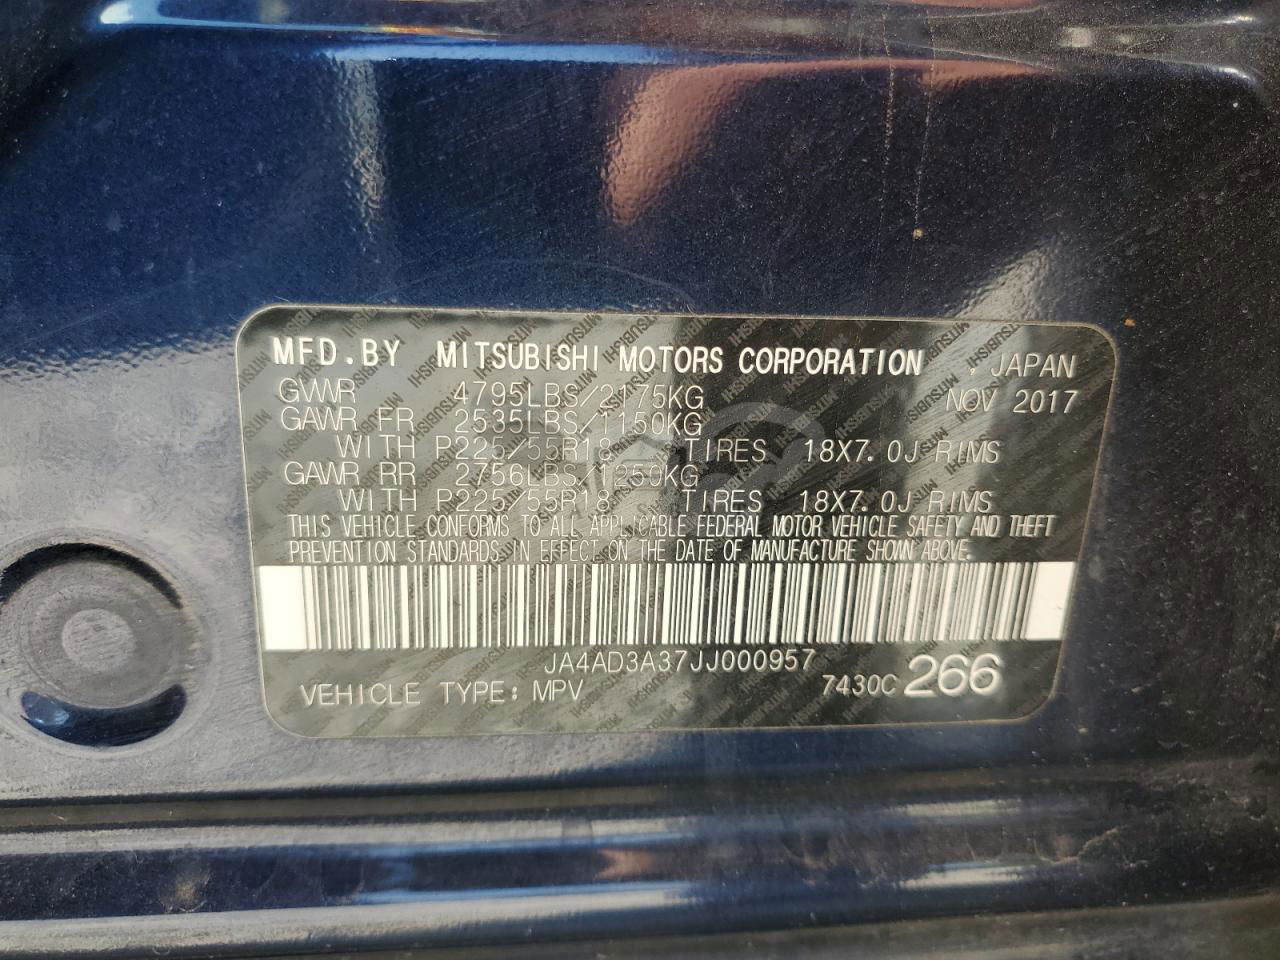 MFD.BY MITSUBISHI MOTORS CORPORATION , JAPAN
GVWR 4795LBS/2175KG NOV 2017
GAWR FR 2535LBS/1150KG
WITH P225/55R18 TIRES 18X7.0J RIMS
GAWR RR 2756LBS/1250KG
WITH P225/55R18 TIRES 18X7.0J RIMS
THIS VEHICLE CONFORMS TO ALL APPLICABLE FEDERAL MOTOR VEHICLE SAFETY AND THEFT
PREVENTION STANDARDS IN EFFECT ON THE DATE OF MANUFACTURE SHOWN ABOVE.
JA4AD3A37JJ000957
VEHICLE TYPE: MPV 7430C 266